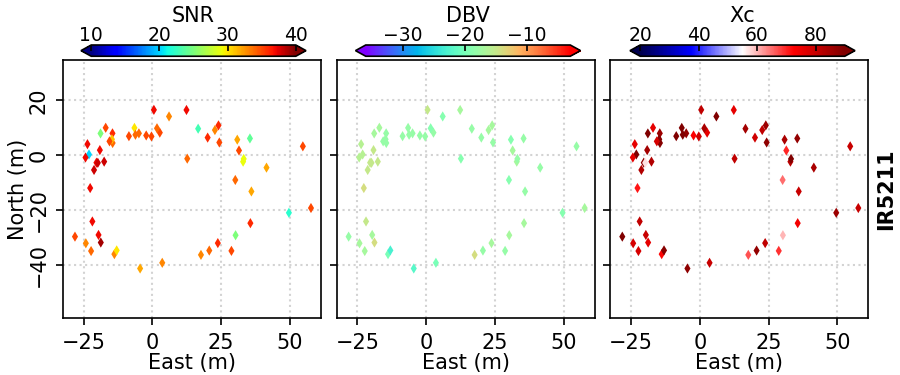 SNR DBV Xc
10 20 30 40 −30 −20 −10 20 40 60 80
20
0
−20
−40
North (m)
IR5211
−25 0 25 50 −25 0 25 50 −25 0 25 50
East (m) East (m) East (m)